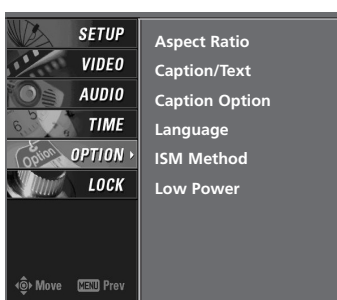 SETUP
VIDEO
AUDIO
TIME
OPTION
LOCK
Move MENU Prev
Aspect Ratio
Caption/Text
Caption Option
Language
ISM Method
Low Power